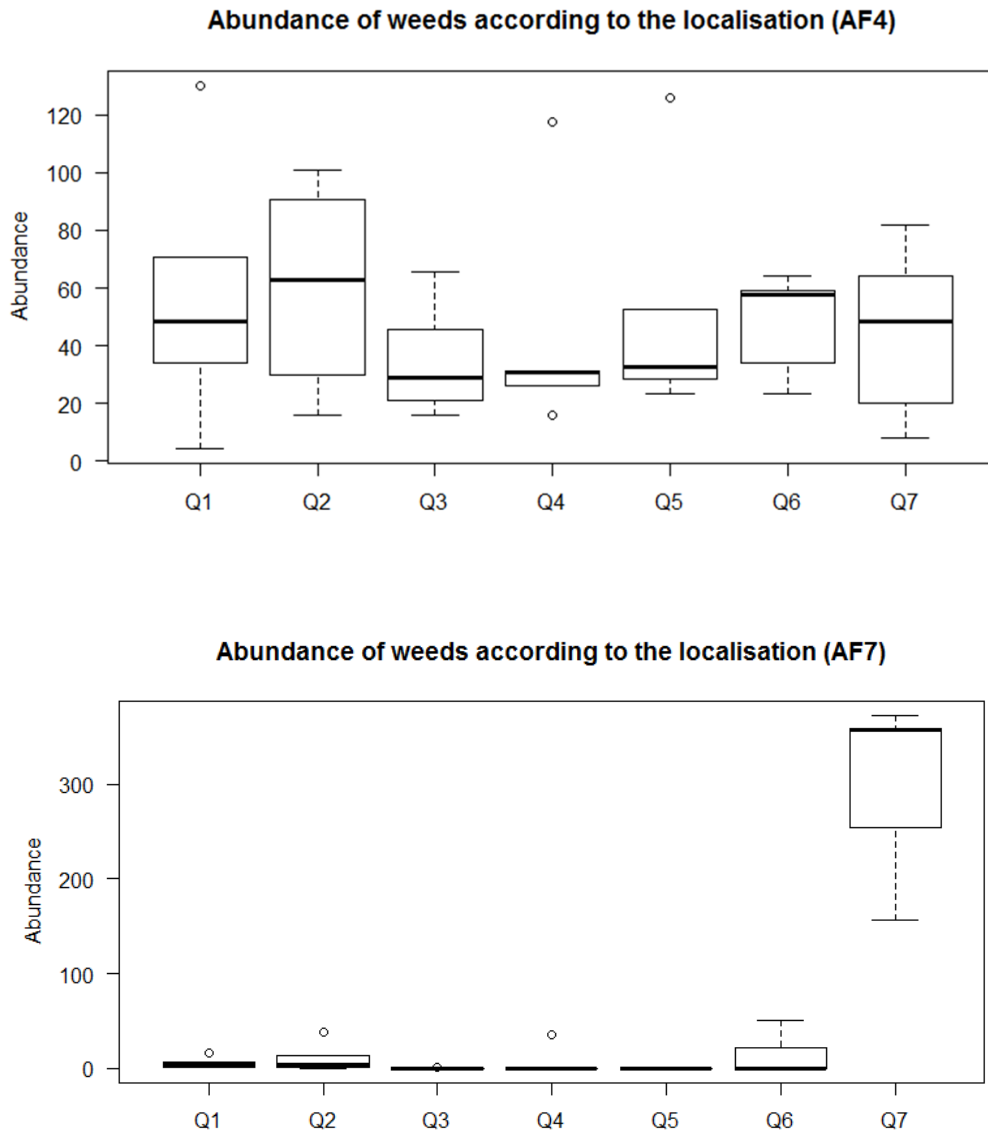 Abundance of weeds according to the localisation (AF4)
120
100
80
60
40
20
0
Abundance
Q1 Q2 Q3 Q4 Q5 Q6 Q7
Abundance of weeds according to the localisation (AF7)
300
200
100
0
Abundance
Q1 Q2 Q3 Q4 Q5 Q6 Q7